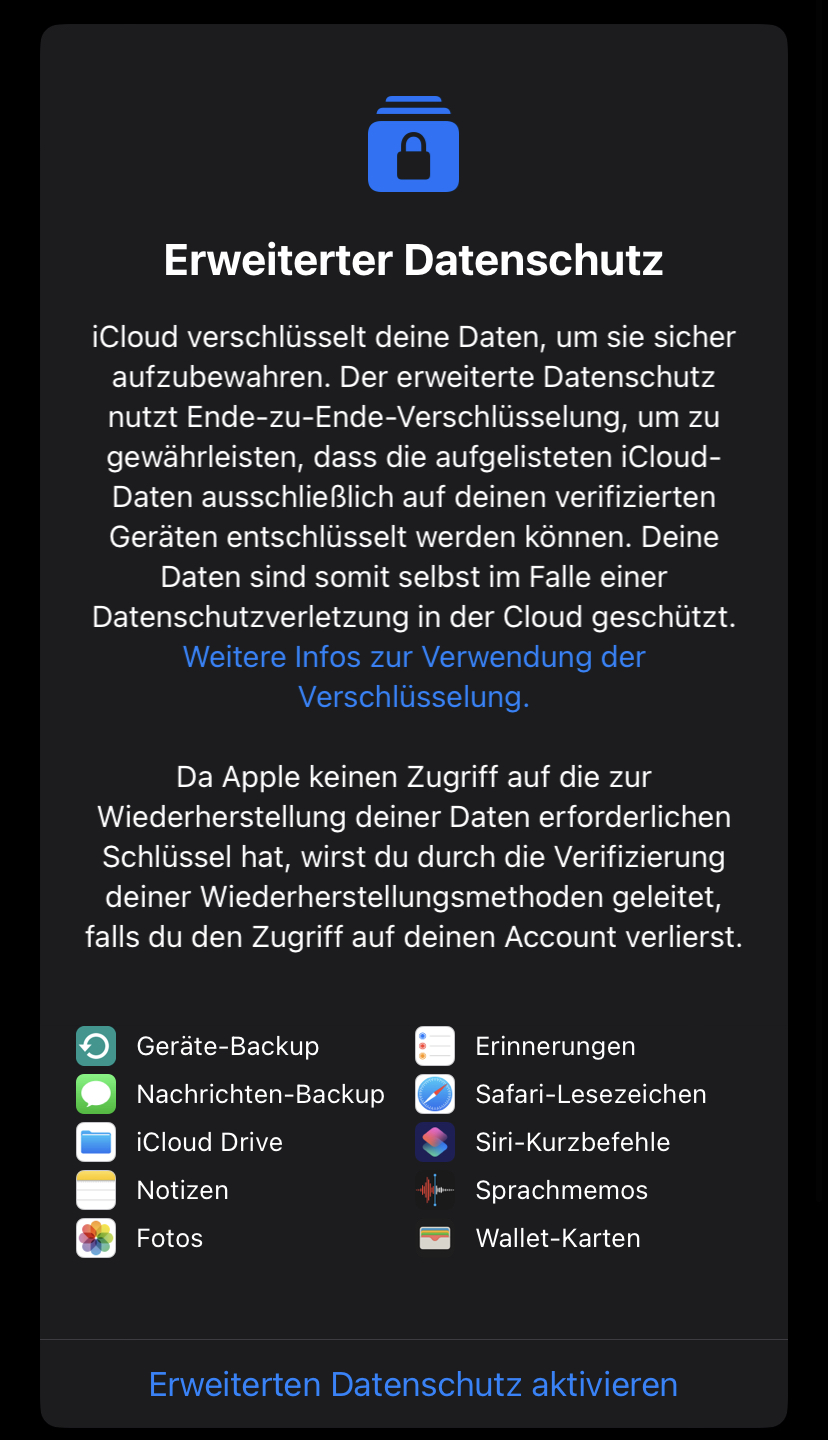 Erweiterter Datenschutz
iCloud verschlüsselt deine Daten, um sie sicher
aufzubewahren. Der erweiterte Datenschutz
nutzt Ende-zu-Ende-Verschlüsselung, um zu
gewährleisten, dass die aufgelisteten iCloud-
Daten ausschließlich auf deinen verifizierten
Geräten entschlüsselt werden können. Deine
Daten sind somit selbst im Falle einer
Datenschutzverletzung in der Cloud geschützt.
Weitere Infos zur Verwendung der
Verschlüsselung.
Da Apple keinen Zugriff auf die zur
Wiederherstellung deiner Daten erforderlichen
Schlüssel hat, wirst du durch die Verifizierung
deiner Wiederherstellungsmethoden geleitet,
falls du den Zugriff auf deinen Account verlierst.
Geräte-Backup
Nachrichten-Backup
iCloud Drive
Notizen
Fotos
Erinnerungen
Safari-Lesezeichen
Siri-Kurzbefehle
Sprachmemos
Wallet-Karten
Erweiterten Datenschutz aktivieren